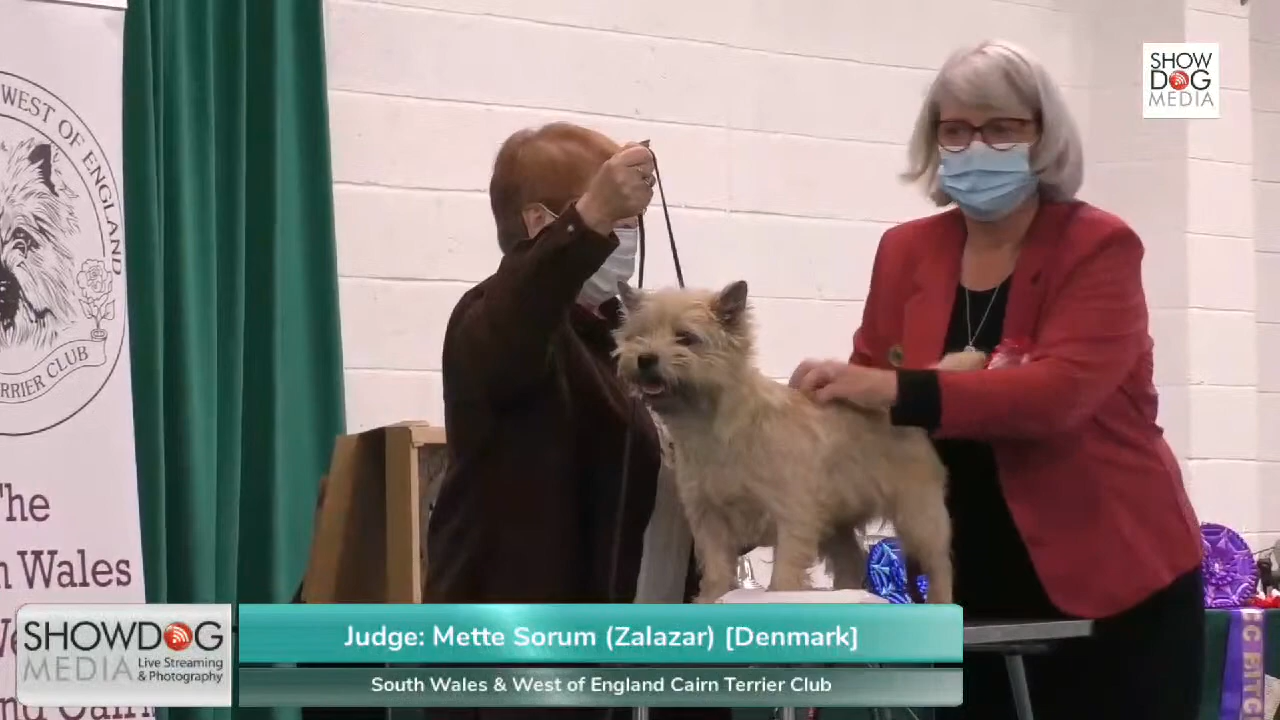 WEST OF ENGLAND
TERRIER CLUB
The
Wales
SHOW
DOG
MEDIA
SHOWDOG
MEDIA Live Streaming
& Photography
Judge: Mette Sorum (Zalazar) [Denmark]
South Wales & West of England Cairn Terrier Club